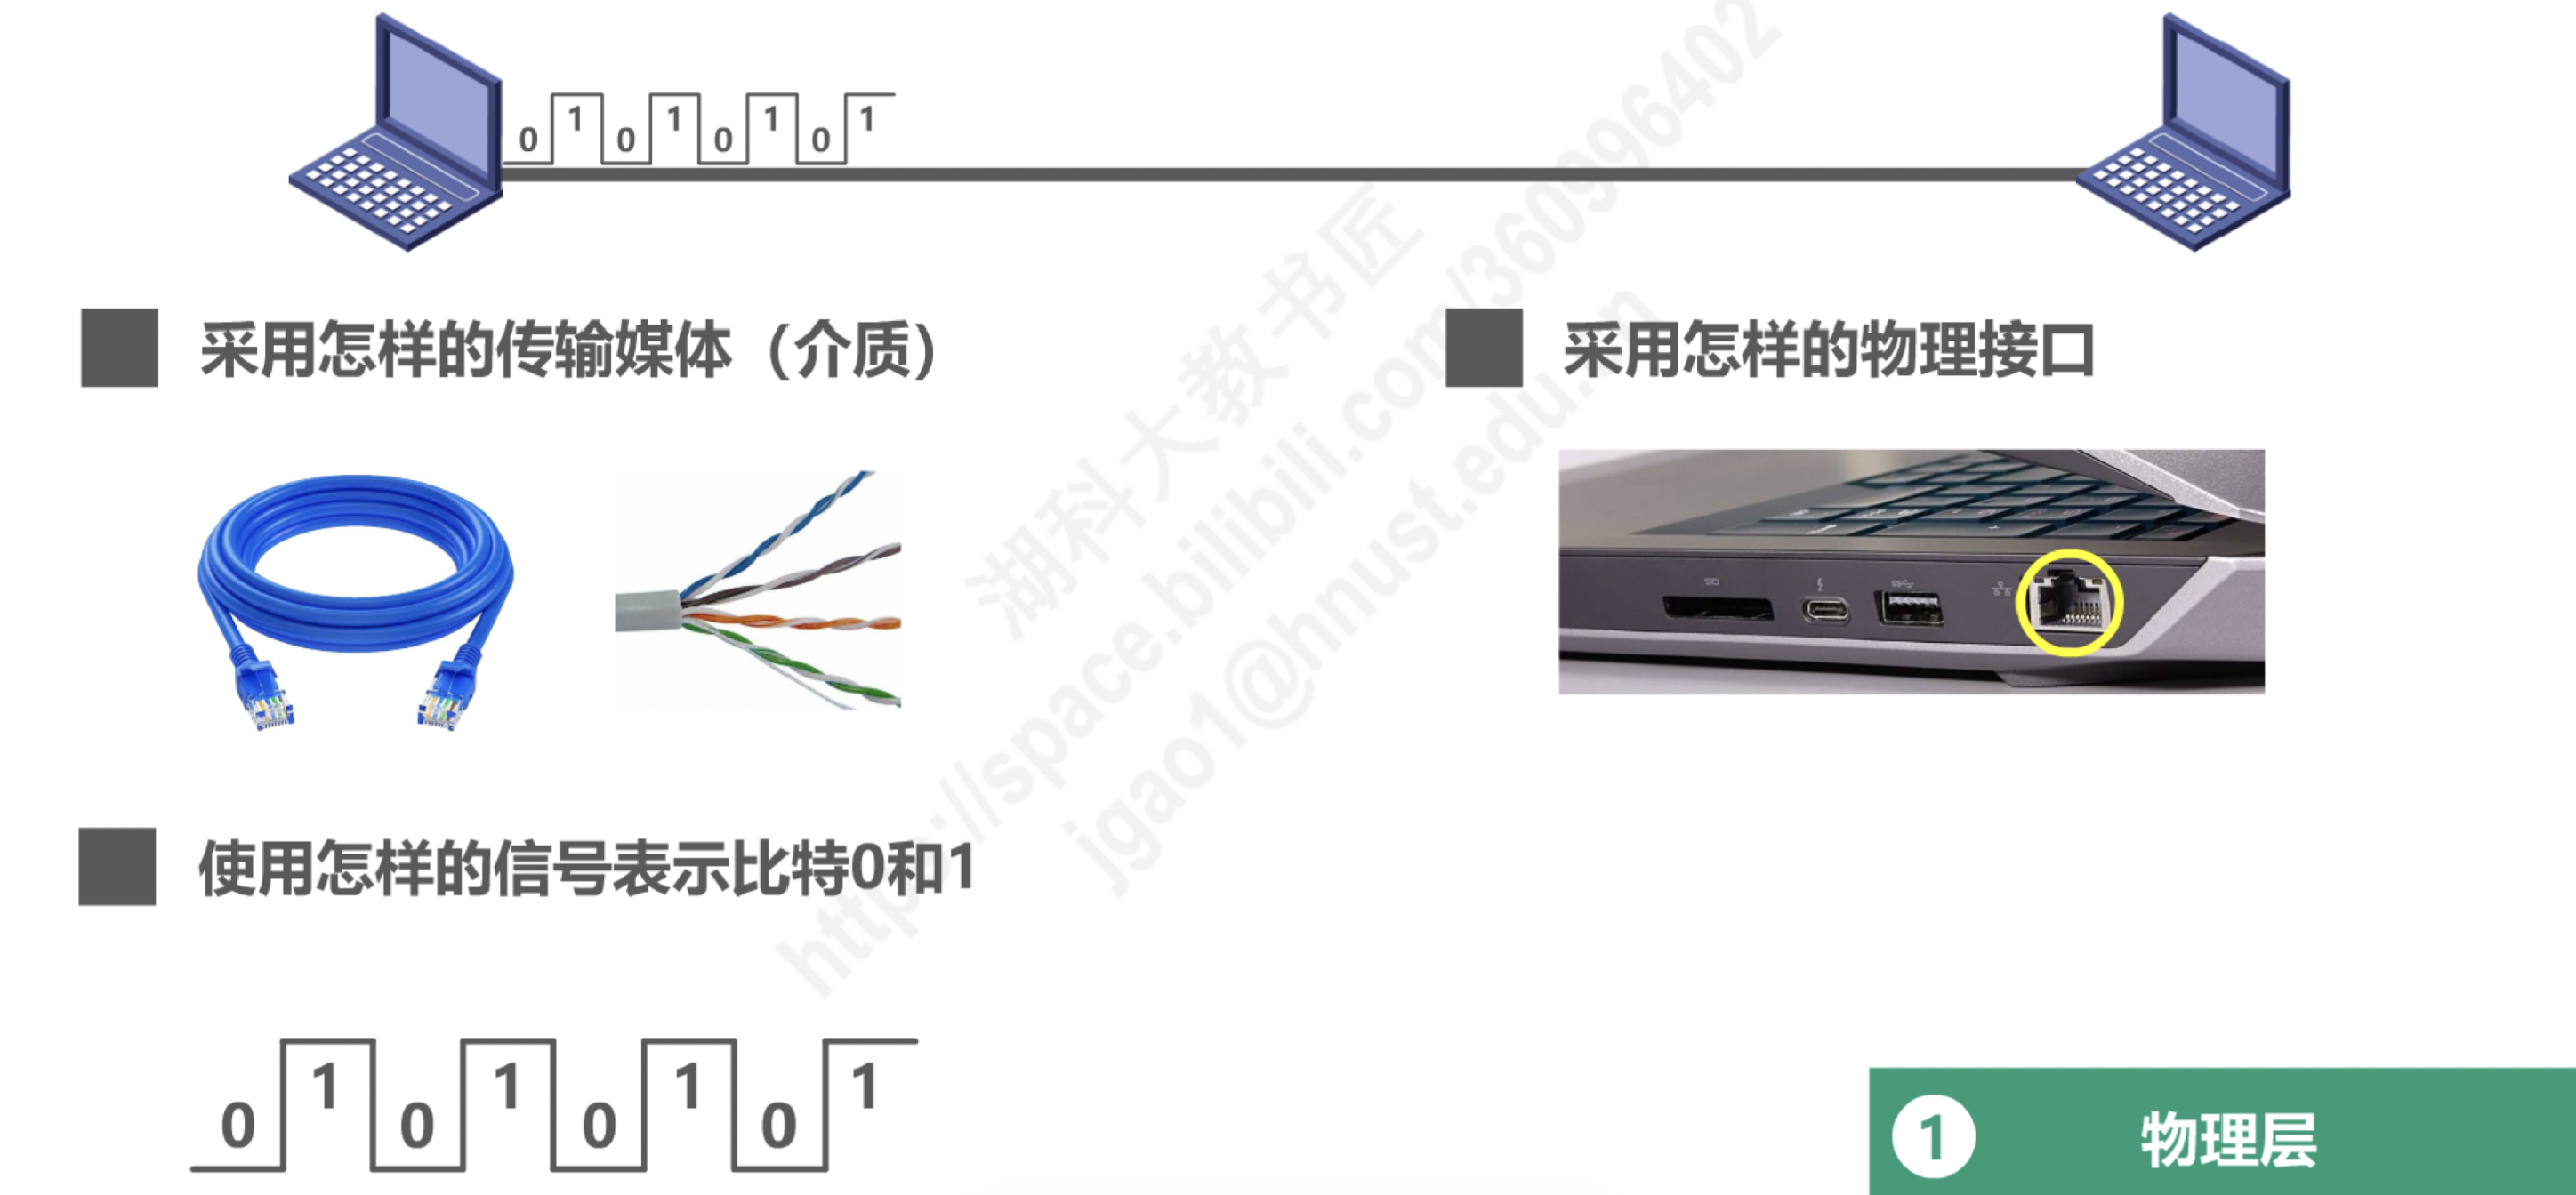 0 1 0 1 0 1 0 1
采用怎样的传输媒体（介质）
采用怎样的物理接口
使用怎样的信号表示比特0和1
0 1 0 1 0 1 0 1
1 物理层
湖科大教书匠
https://space.bilibili.com/360996402
jgao1@hnust.edu.cn